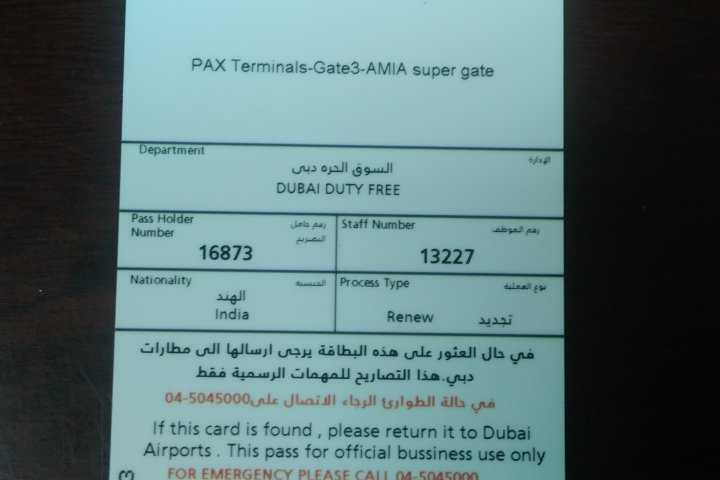 PAX Terminals-Gate3-AMIA super gate
Department الإدارة
السوق الحره دبى
DUBAI DUTY FREE
Pass Holder Number رقم حامل التصريح
16873
Staff Number رقم الموظف
13227
Nationality الجنسية
الهند
India
Process Type نوع العملية
Renew تجديد
في حال العثور على هذه البطاقة يرجى ارسالها الى مطارات
دبي.هذا التصاريح للمهمات الرسمية فقط
في حالة الطوارئ الرجاء الاتصال على04-5045000
If this card is found , please return it to Dubai
Airports . This pass for official bussiness use only
FOR EMERGENCY PLEASE CALL 04-5045000